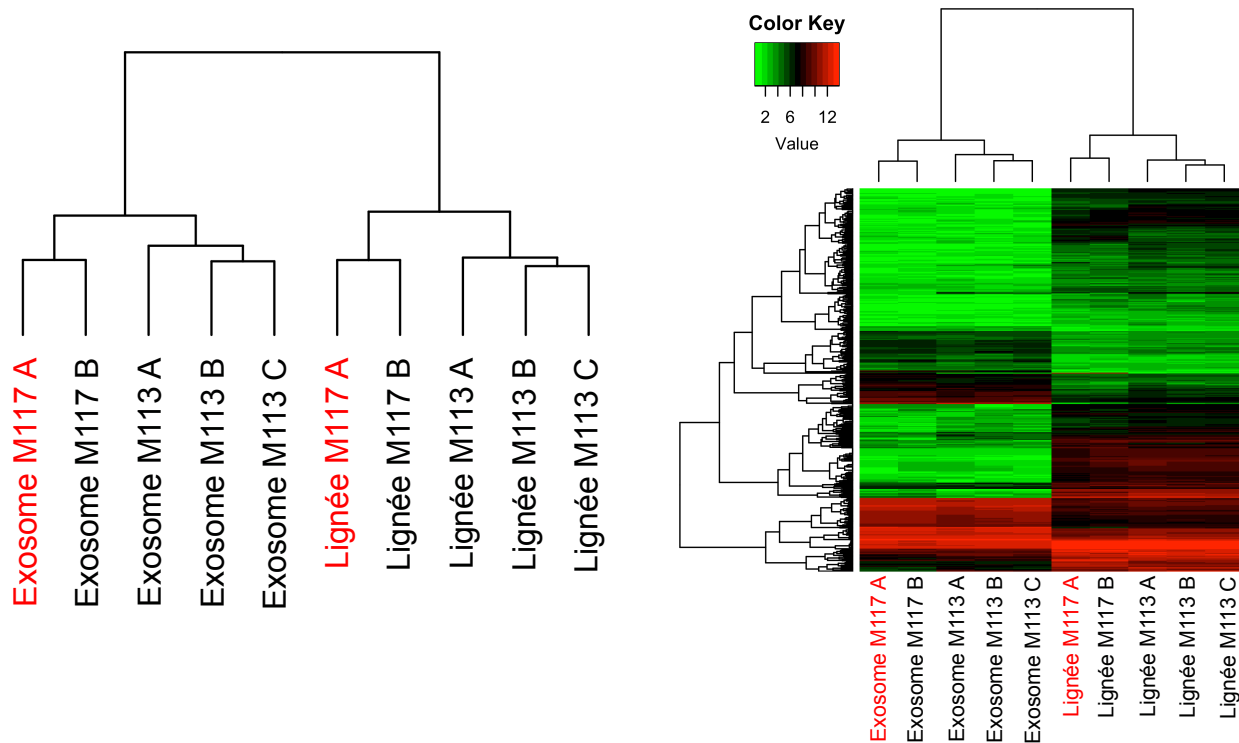 Exosome M117 A
Exosome M117 B
Exosome M113 A
Exosome M113 B
Exosome M113 C
Lignée M117 A
Lignée M117 B
Lignée M113 A
Lignée M113 B
Lignée M113 C
Color Key
2 6 12
Value
Exosome M117 A
Exosome M117 B
Exosome M113 A
Exosome M113 B
Exosome M113 C
Lignée M117 A
Lignée M117 B
Lignée M113 A
Lignée M113 B
Lignée M113 C